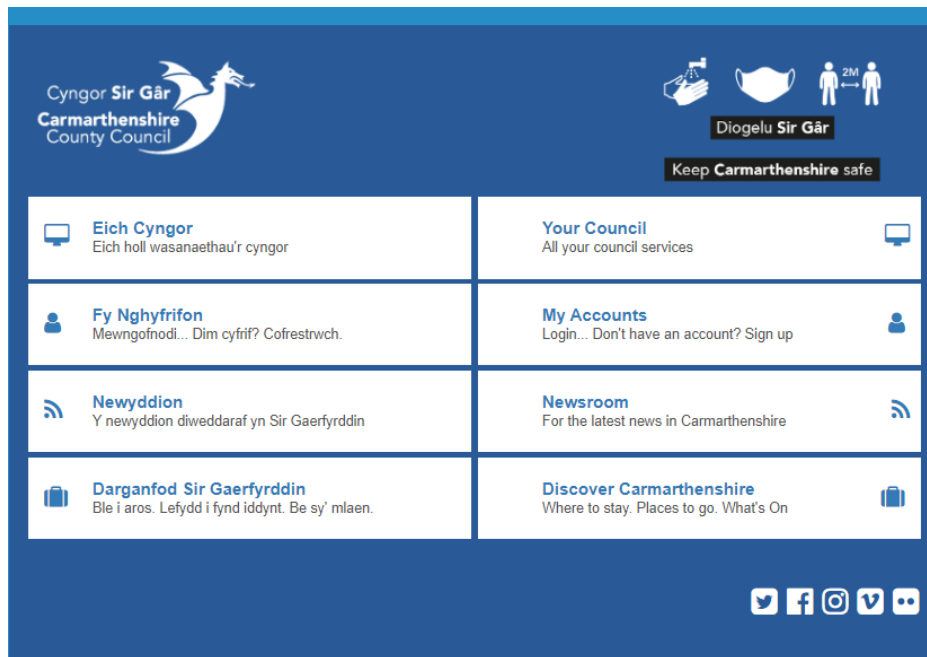 Cyngor Sir Gâr
Carmarthenshire
County Council
2M
Diogelu Sir Gâr
Keep Carmarthenshire safe
Eich Cyngor
Eich holl wasanaethau'r cyngor
Your Council
All your council services
Fy Nghyfrifon
Mewngofnodi... Dim cyfrif? Cofrestrwch.
My Accounts
Login... Don't have an account? Sign up
Newyddion
Y newyddion diweddaraf yn Sir Gaerfyrddin
Newsroom
For the latest news in Carmarthenshire
Darganfod Sir Gaerfyrddin
Ble i aros. Lefydd i fynd iddynt. Be sy' mlaen.
Discover Carmarthenshire
Where to stay. Places to go. What's On